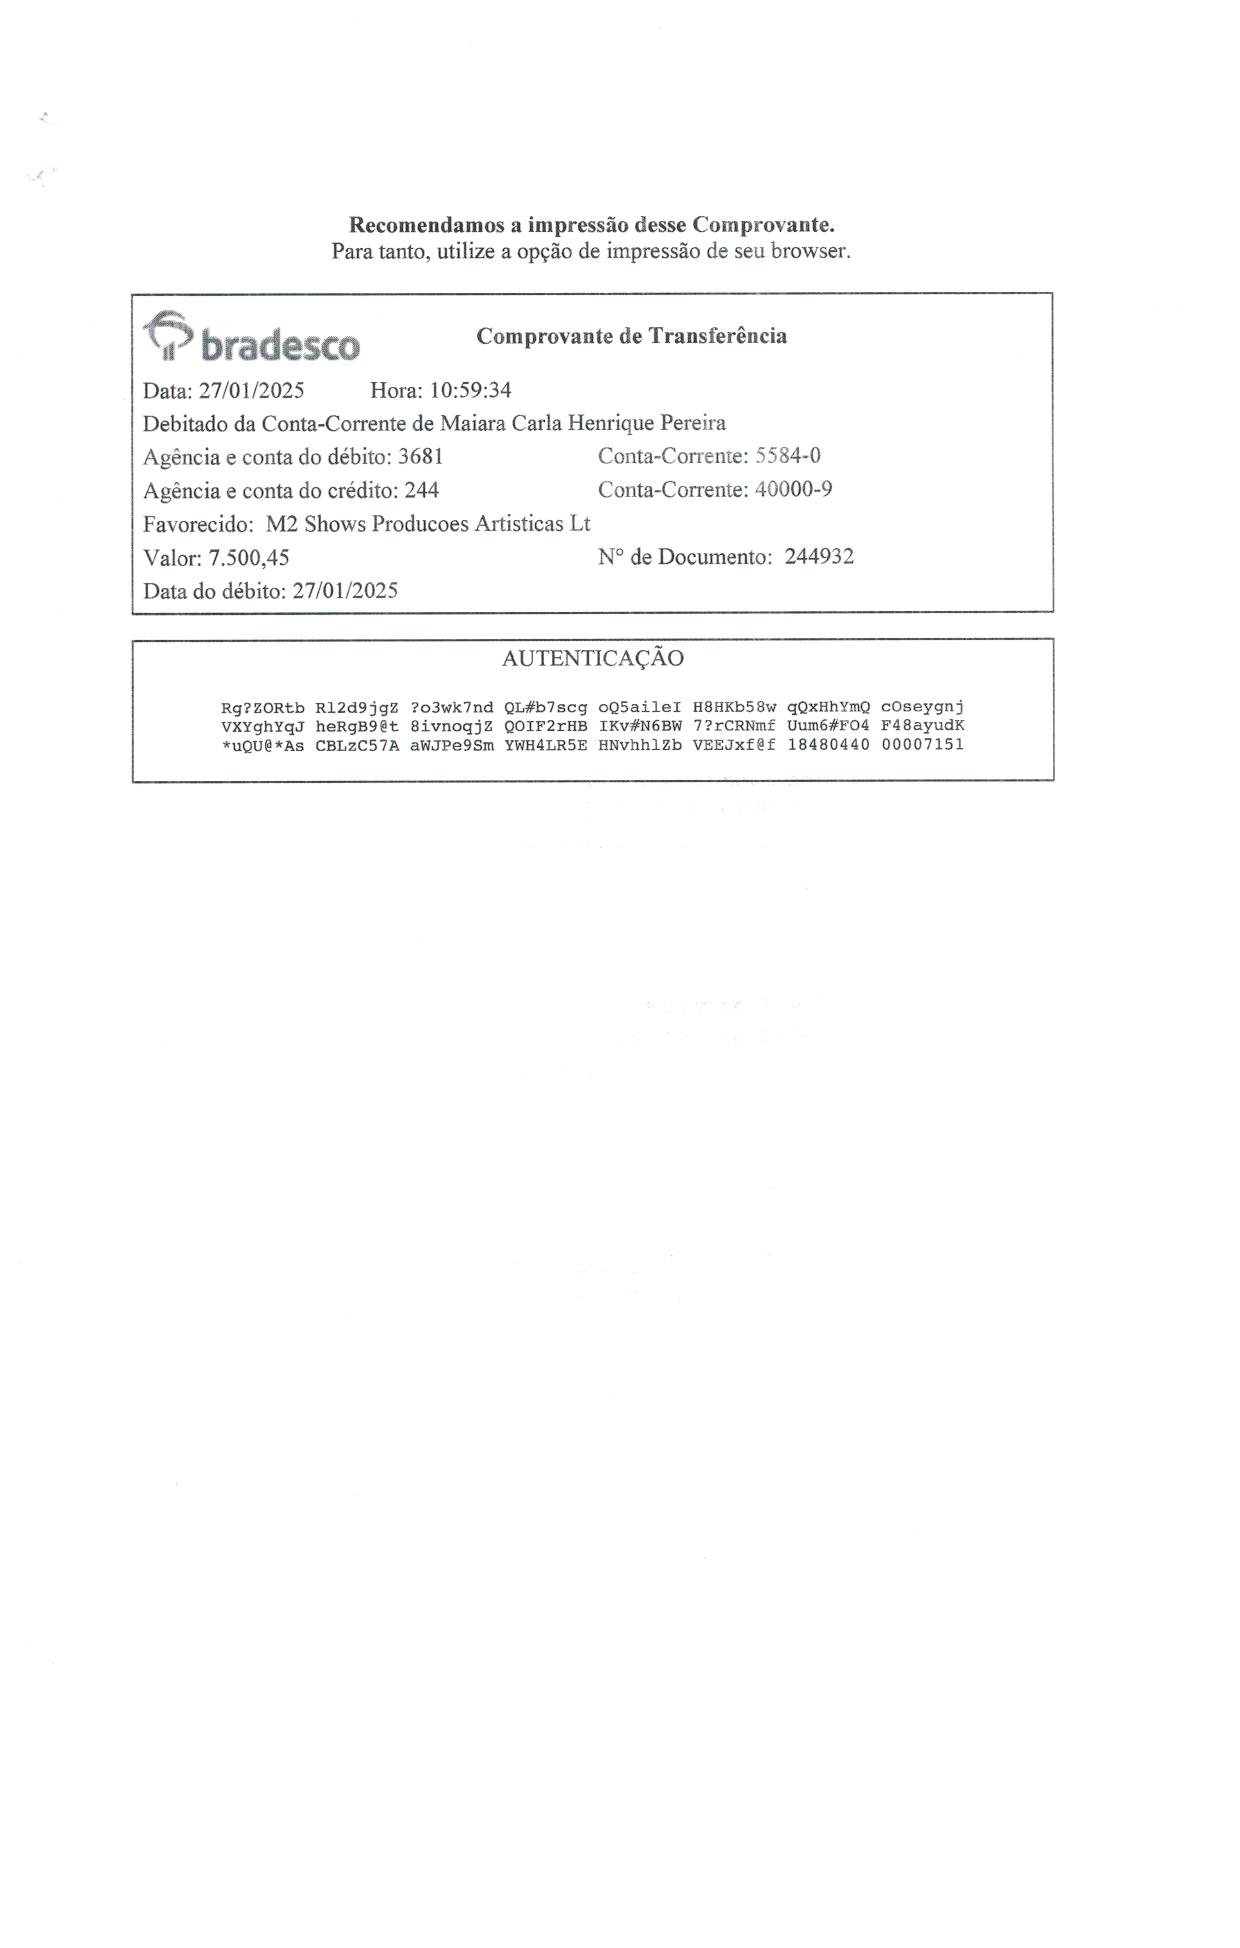 Recomendamos a impressão desse Comprovante.
Para tanto, utilize a opção de impressão de seu browser.
bradesco
Comprovante de Transferência
Data: 27/01/2025 Hora: 10:59:34
Debitado da Conta-Corrente de Maiara Carla Henrique Pereira
Agência e conta do débito: 3681 Conta-Corrente: 5584-0
Agência e conta do crédito: 244 Conta-Corrente: 40000-9
Favorecido: M2 Shows Producoes Artisticas Lt
Valor: 7.500,45 N° de Documento: 244932
Data do débito: 27/01/2025
AUTENTICAÇÃO
Rg?ZORtb Rl2d9jgZ ?o3wk7nd QL#b7scg oQ5aileI H8HKb58w qQxHhYmQ cOseygnj
VXYghYqJ heRgB9@t 8ivnoqjZ QOIF2rHB IKv#N6BW 7?rCRNmf Uum6#FO4 F48ayudK
*uQU@*As CBLzC57A aWJPe9Sm YWH4LR5E HNvhhlZb VEEJxf@f 18480440 00007151